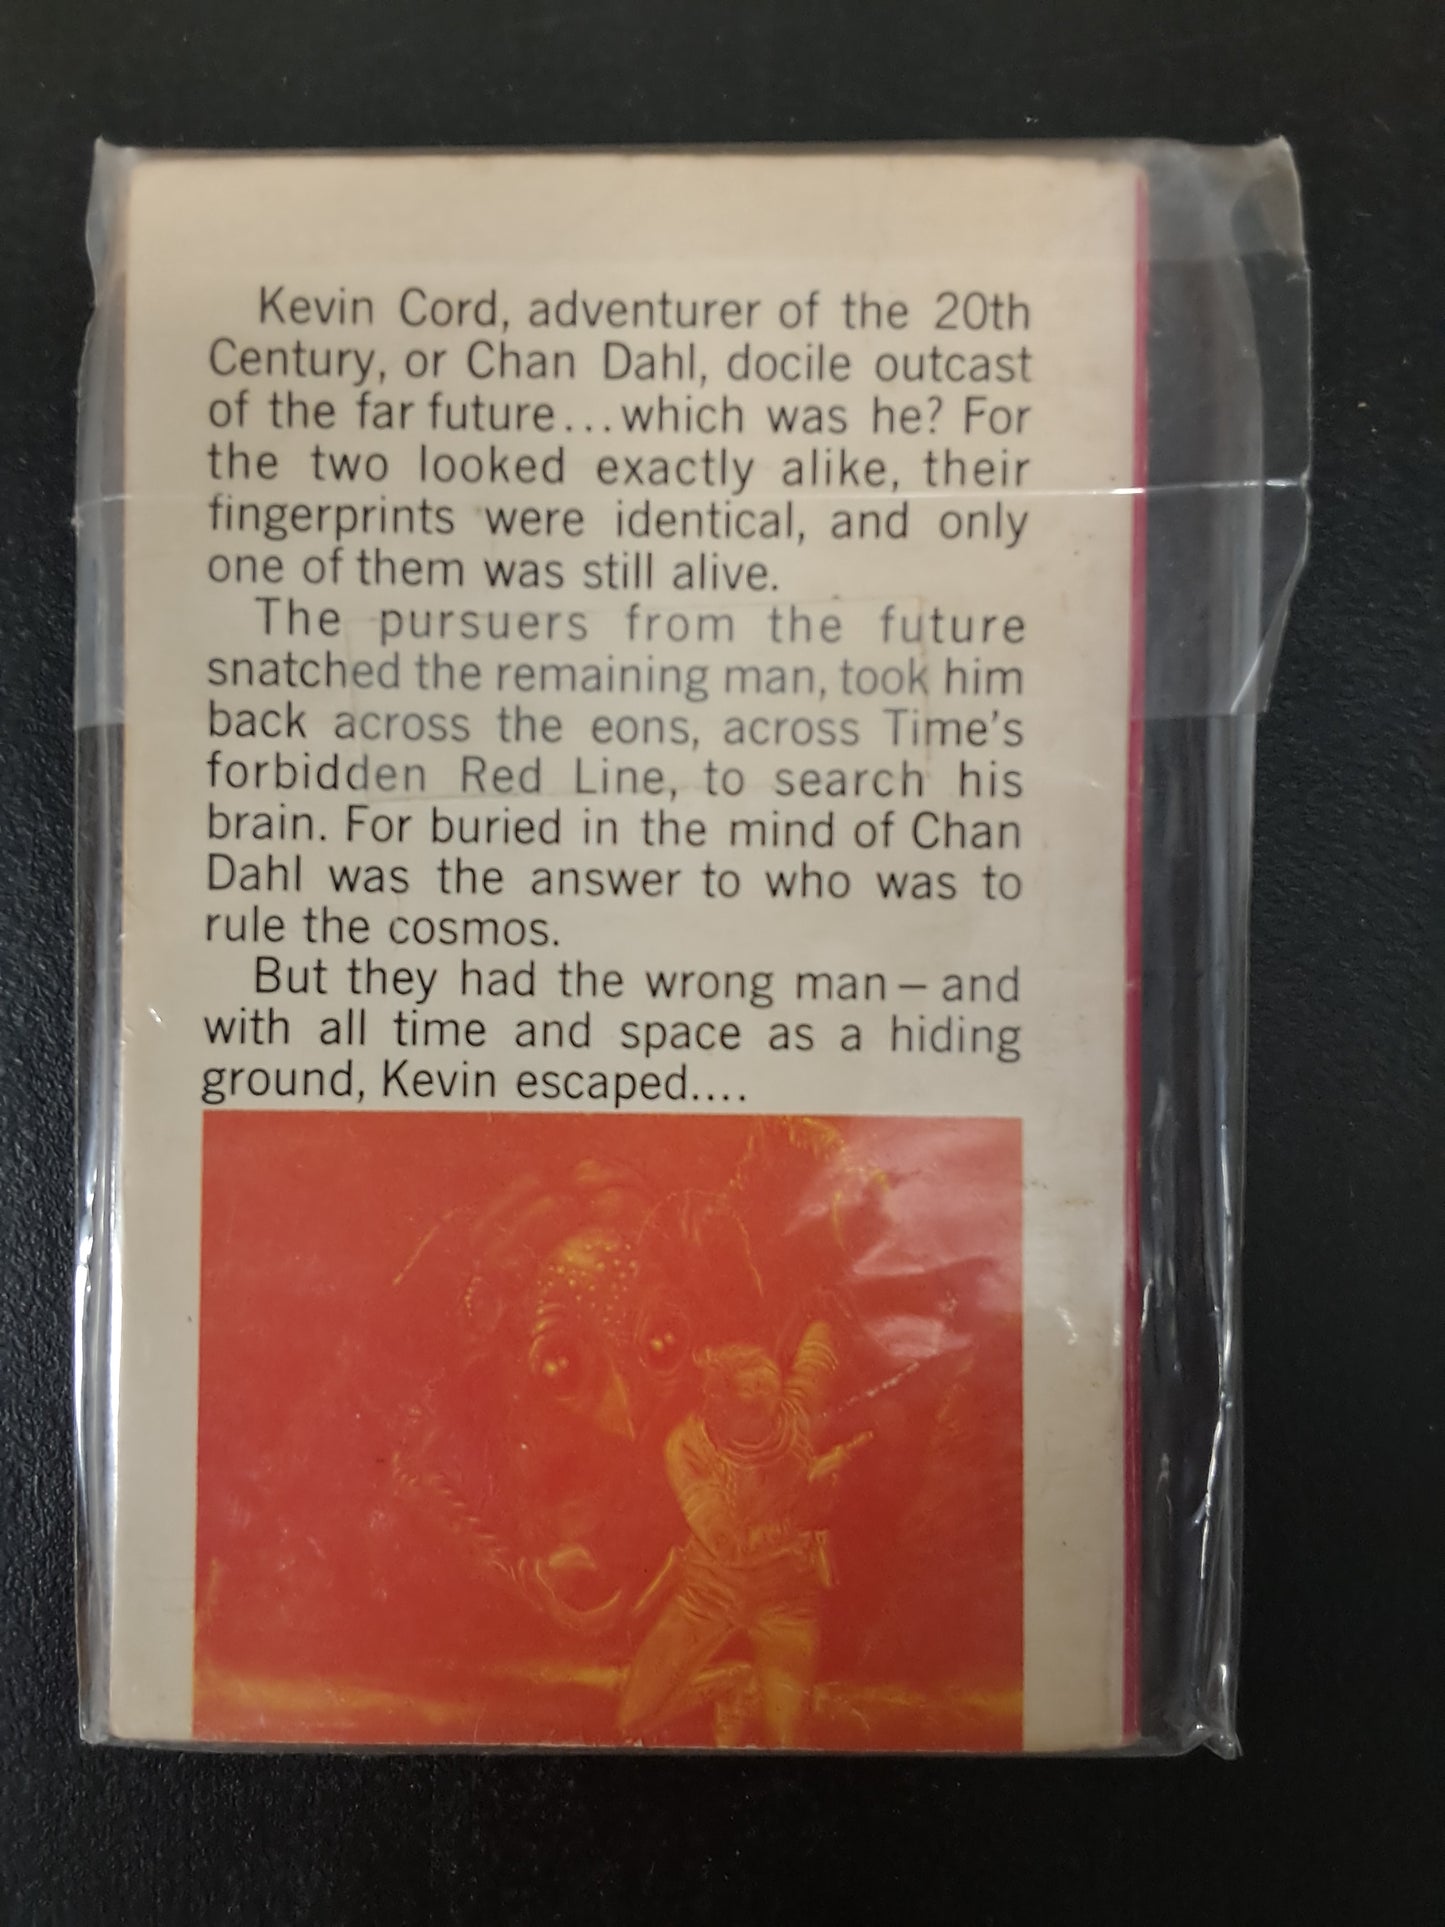 Kevin Cord, adventurer of the 20th
Century, or Chan Dahl, docile outcast
of the far future...which was he? For
the two looked exactly alike, their
fingerprints were identical, and only
one of them was still alive.
The pursuers from the future
snatched the remaining man, took him
back across the eons, across Time's
forbidden Red Line, to search his
brain. For buried in the mind of Chan
Dahl was the answer to who was to
rule the cosmos.
But they had the wrong man – and
with all time and space as a hiding
ground, Kevin escaped....